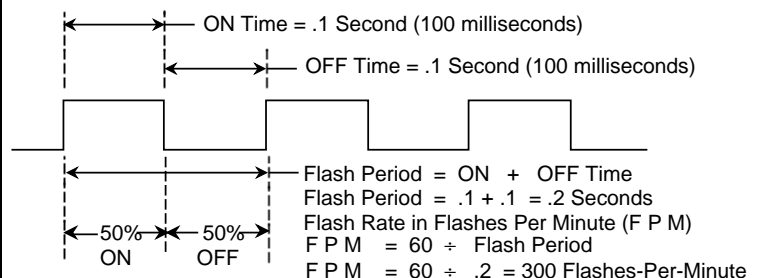 ON Time = .1 Second (100 milliseconds)
OFF Time = .1 Second (100 milliseconds)
Flash Period = ON + OFF Time
Flash Period = .1 + .1 = .2 Seconds
Flash Rate in Flashes Per Minute (F P M)
50% 50%
ON OFF
F P M = 60 ÷ Flash Period
F P M = 60 ÷ .2 = 300 Flashes-Per-Minute